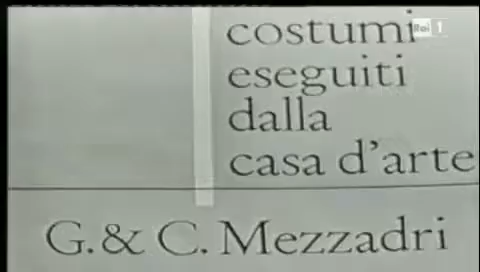 costumi
Rai 1
eseguiti
dalla
casa d'arte
G. & C. Mezzadri